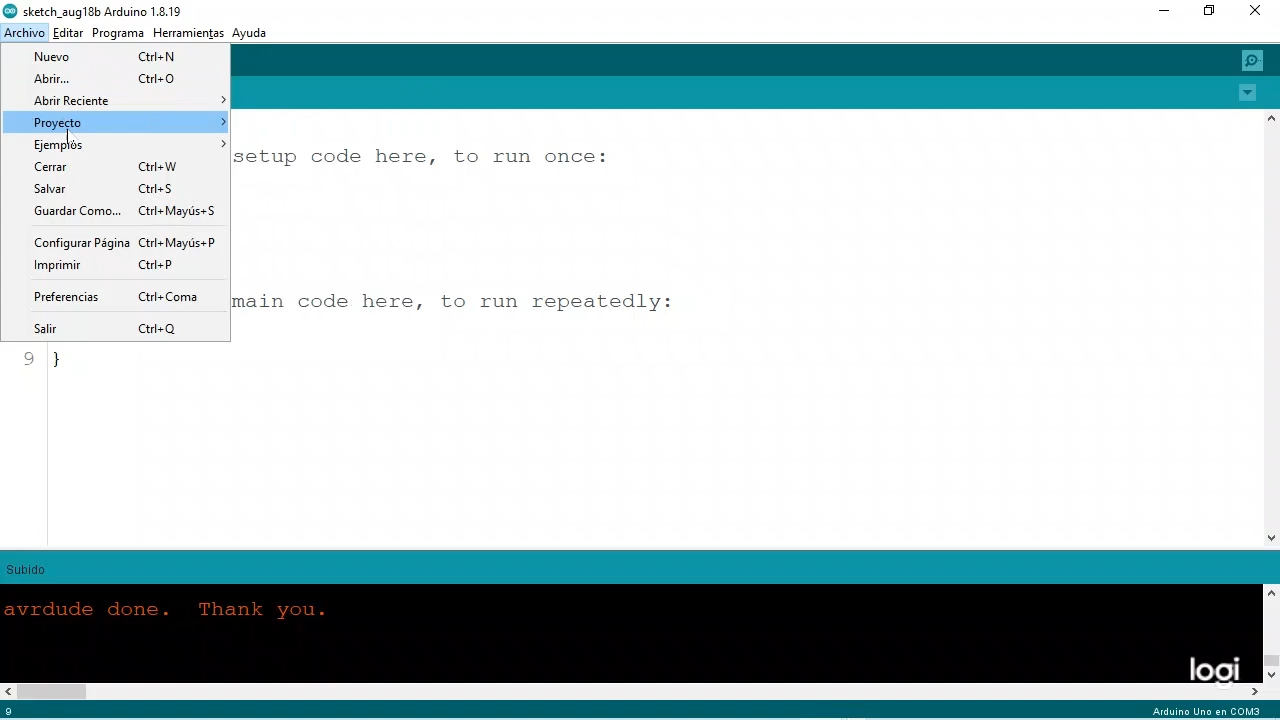 sketch_aug18b Arduino 1.8.19
Archivo Editar Programa Herramientas Ayuda
Nuevo Ctrl+N
Abrir... Ctrl+O
Abrir Reciente
Proyecto
Ejemplos
Cerrar Ctrl+W
Salvar Ctrl+S
Guardar Como... Ctrl+Mayús+S
Configurar Página Ctrl+Mayús+P
Imprimir Ctrl+P
Preferencias Ctrl+Coma
Salir Ctrl+Q
setup code here, to run once:
main code here, to run repeatedly:
9 }
Subido
avrdude done. Thank you.
logi
9 Arduino Uno en COM3